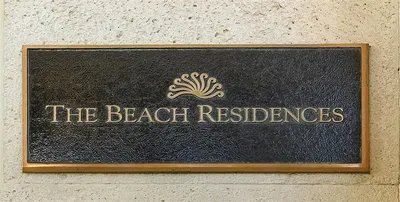 The Beach Residences